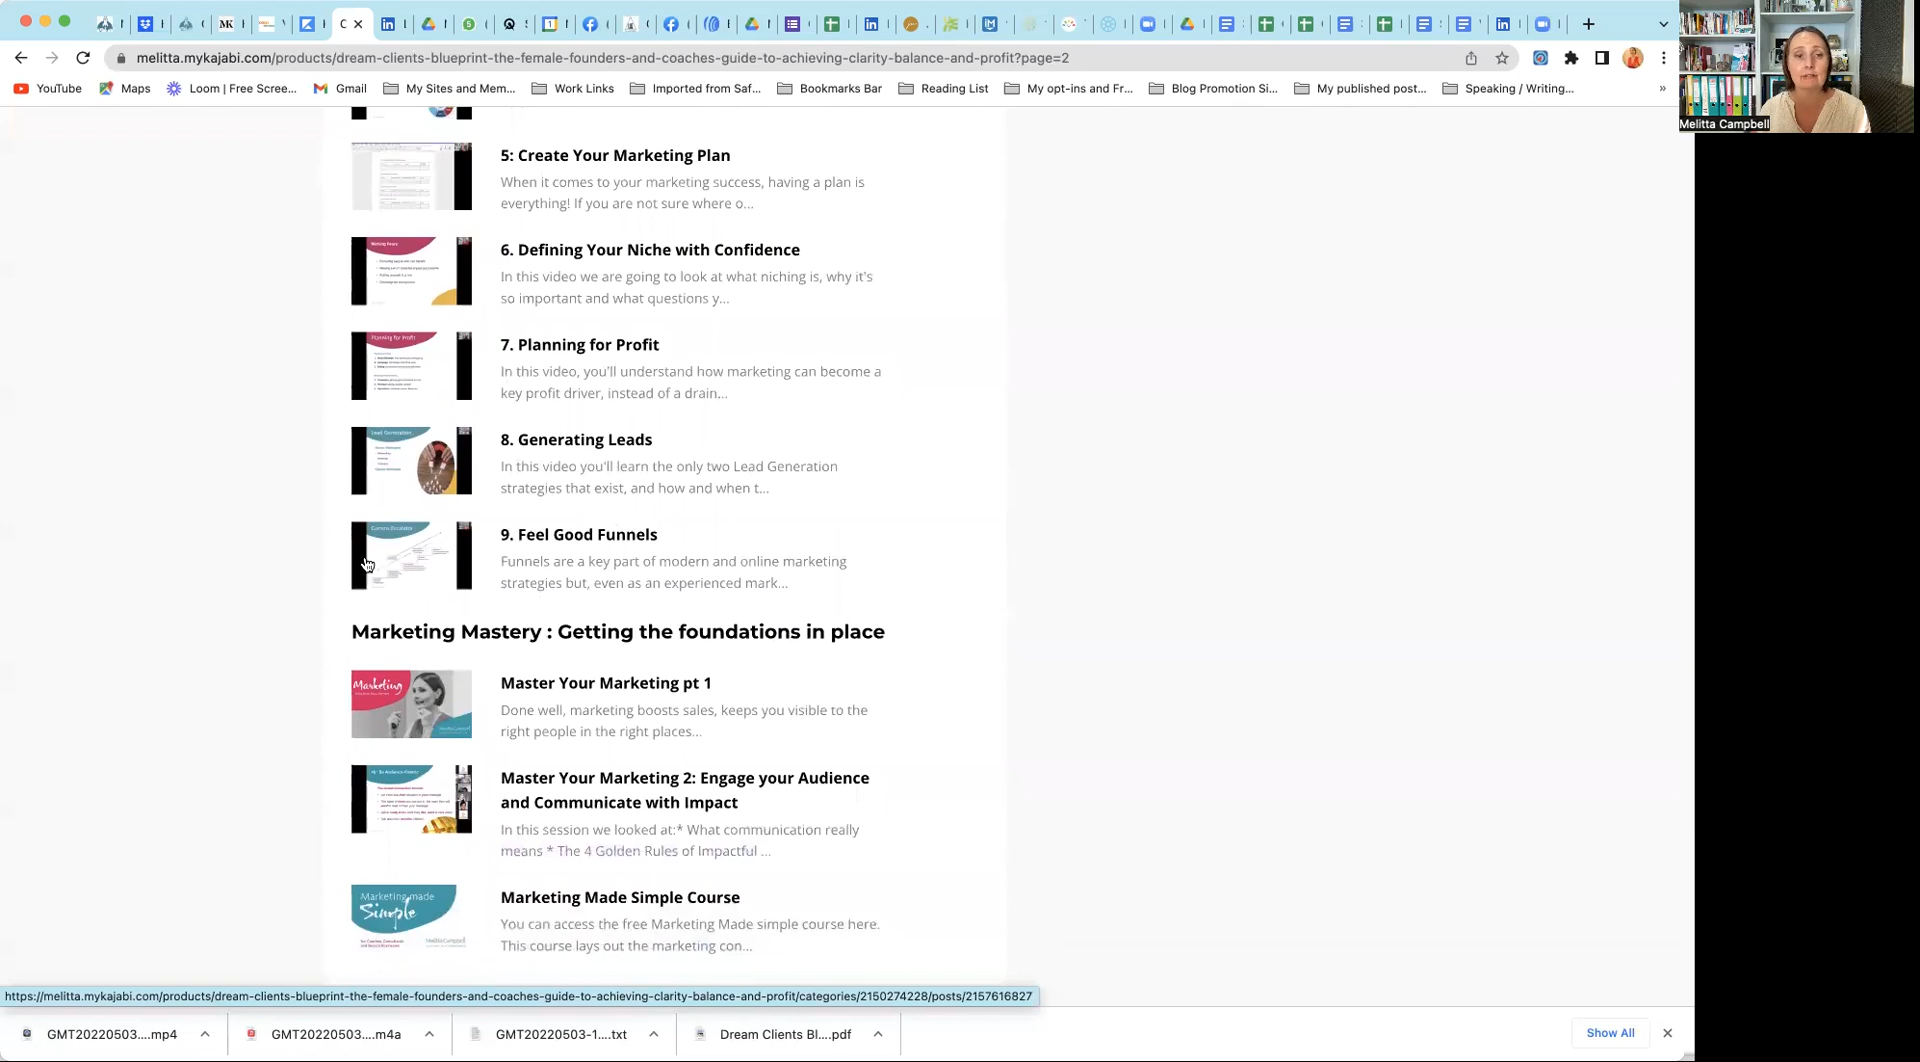 melitta.mykajabi.com/products/dream-clients-blueprint-the-female-founders-and-coaches-guide-to-achieving-clarity-balance-and-profit?page=2
YouTube Maps Loom | Free Scree... Gmail My Sites and Mem... Work Links Imported from Saf... Bookmarks Bar Reading List My opt-ins and Fr... Blog Promotion Si... My published post... Speaking / Writing... »
Melitta Campbell
5: Create Your Marketing Plan
When it comes to your marketing success, having a plan is
everything! If you are not sure where o...
6. Defining Your Niche with Confidence
In this video we are going to look at what niching is, why it's
so important and what questions y...
Planning for Profit
7. Planning for Profit
In this video, you'll understand how marketing can become a
key profit driver, instead of a drain...
Lead Generation
8. Generating Leads
In this video you'll learn the only two Lead Generation
strategies that exist, and how and when t...
9. Feel Good Funnels
Funnels are a key part of modern and online marketing
strategies but, even as an experienced mark...
Marketing Mastery : Getting the foundations in place
Marketing
Master Your Marketing pt 1
Done well, marketing boosts sales, keeps you visible to the
right people in the right places...
Master Your Marketing 2: Engage your Audience
and Communicate with Impact
In this session we looked at:* What communication really
means * The 4 Golden Rules of Impactful ...
Marketing made
Simple
Melitta Campbell
Marketing Made Simple Course
You can access the free Marketing Made simple course here.
This course lays out the marketing con...
https://melitta.mykajabi.com/products/dream-clients-blueprint-the-female-founders-and-coaches-guide-to-achieving-clarity-balance-and-profit/categories/2150274228/posts/2157616827
GMT20220503....mp4 GMT20220503....m4a GMT20220503-1....txt Dream Clients Bl....pdf Show All